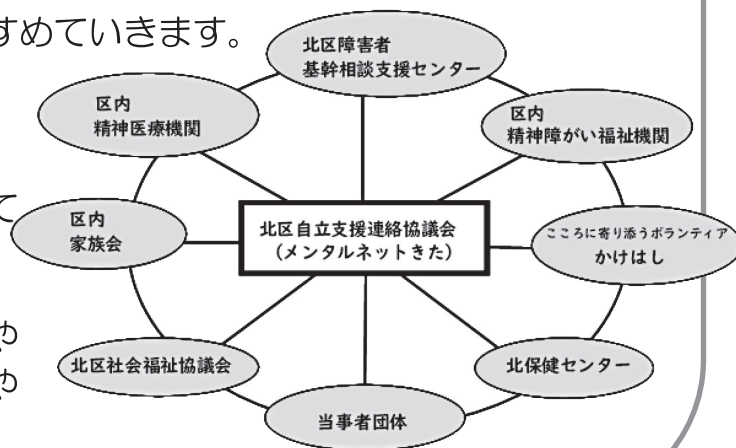 すめていきます。
北区障害者
基幹相談支援センター
区内
精神医療機関
区内
精神障がい福祉機関
て
区内
家族会
北区自立支援連絡協議会
（メンタルネットきた）
こころに寄り添うボランティア
かけはし
や
や
北区社会福祉協議会
北保健センター
当事者団体